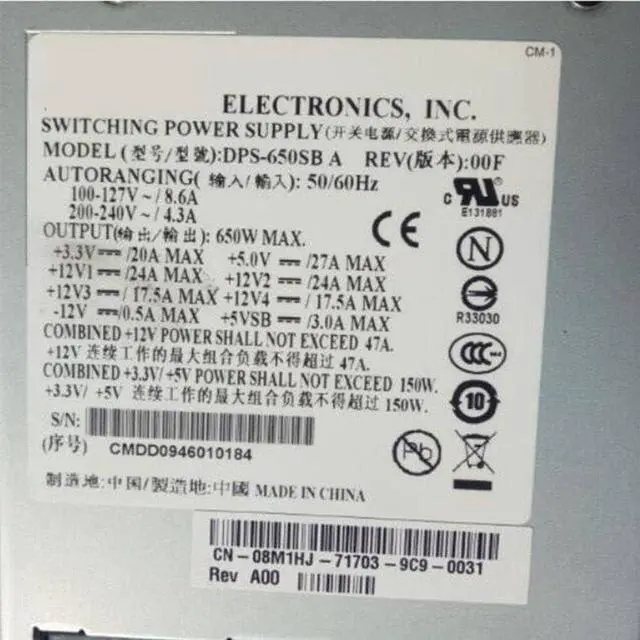 CM-1
ELECTRONICS, INC.
SWITCHING POWER SUPPLY(开关电源/交換式電源供應器)
MODEL(型号/型號):DPS-650SB A REV(版本):00F
AUTORANGING( 输入/輸入): 50/60Hz
100-127V ~ / 8.6A
200-240V ~ / 4.3A
OUTPUT(输出/輸出): 650W MAX.
+3.3V ⎓ /20A MAX +5.0V ⎓ /27A MAX
+12V1 ⎓ /24A MAX +12V2 ⎓ /24A MAX
+12V3 ⎓ / 17.5A MAX +12V4 ⎓ / 17.5A MAX
-12V ⎓ /0.5A MAX +5VSB ⎓ /3.0A MAX
COMBINED +12V POWER SHALL NOT EXCEED 47A.
+12V 连续工作的最大组合负载不得超过 47A.
COMBINED +3.3V/ +5V POWER SHALL NOT EXCEED 150W.
+3.3V/ +5V 连续工作的最大组合负载不得超过 150W.
S/N:
(序号) CMDD0946010184
制造地:中国/製造地:中國 MADE IN CHINA
c RU US
E131881
CE
N
R33030
CCC
10
Pb
CN-08M1HJ-71703-9C9-0031
Rev A00